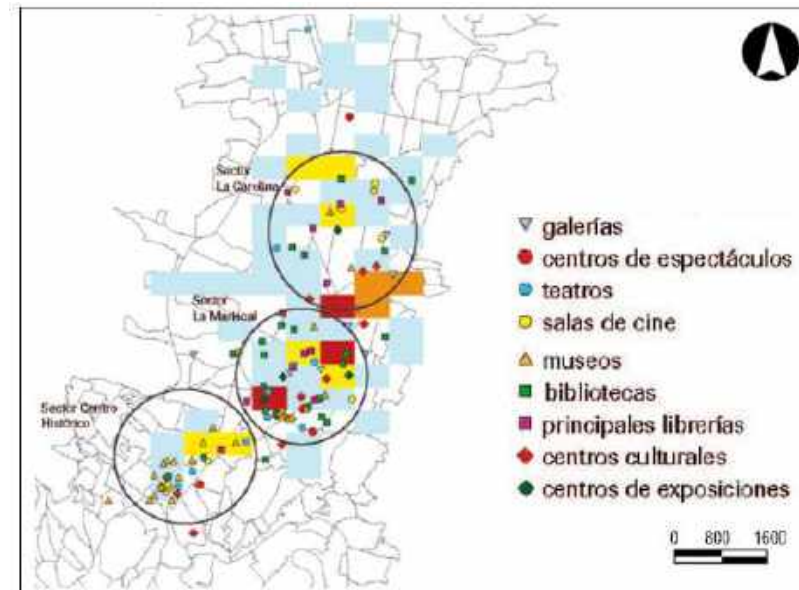 Sector
La Carolina
Sector
La Mariscal
Sector Centro
Histórico
galerías
centros de espectáculos
teatros
salas de cine
museos
bibliotecas
principales librerías
centros culturales
centros de exposiciones
0 800 1600